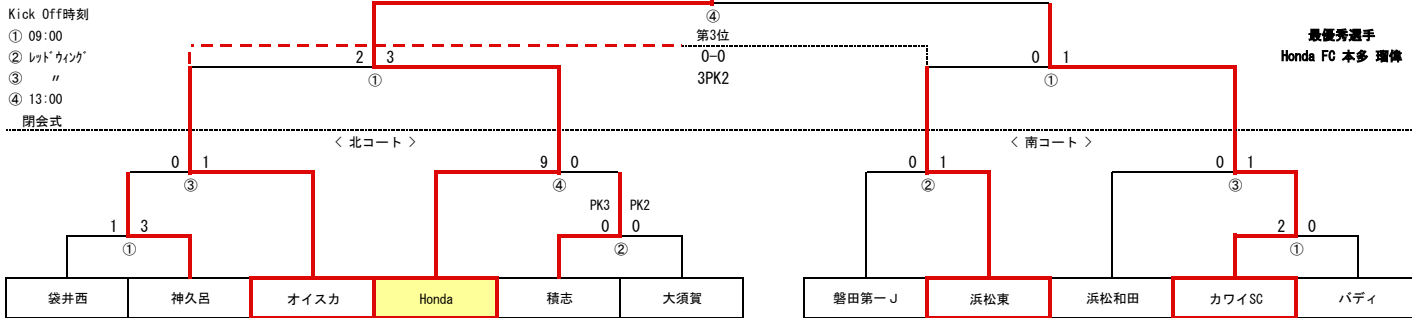 Kick Off時刻
① 09:00
② レッドウィング
③ 〃
④ 13:00
閉会式
④
第3位
0-0
3PK2
最優秀選手
Honda FC 本多 瑠偉
2 3
①
0 1
①
< 北コート >
< 南コート >
0 1
③
9 0
④
0 1
②
0 1
③
PK3 PK2
1 3
①
0 0
②
2 0
①
袋井西 神久呂 オイスカ Honda 積志 大須賀 磐田第一J 浜松東 浜松和田 カワイSC バディ